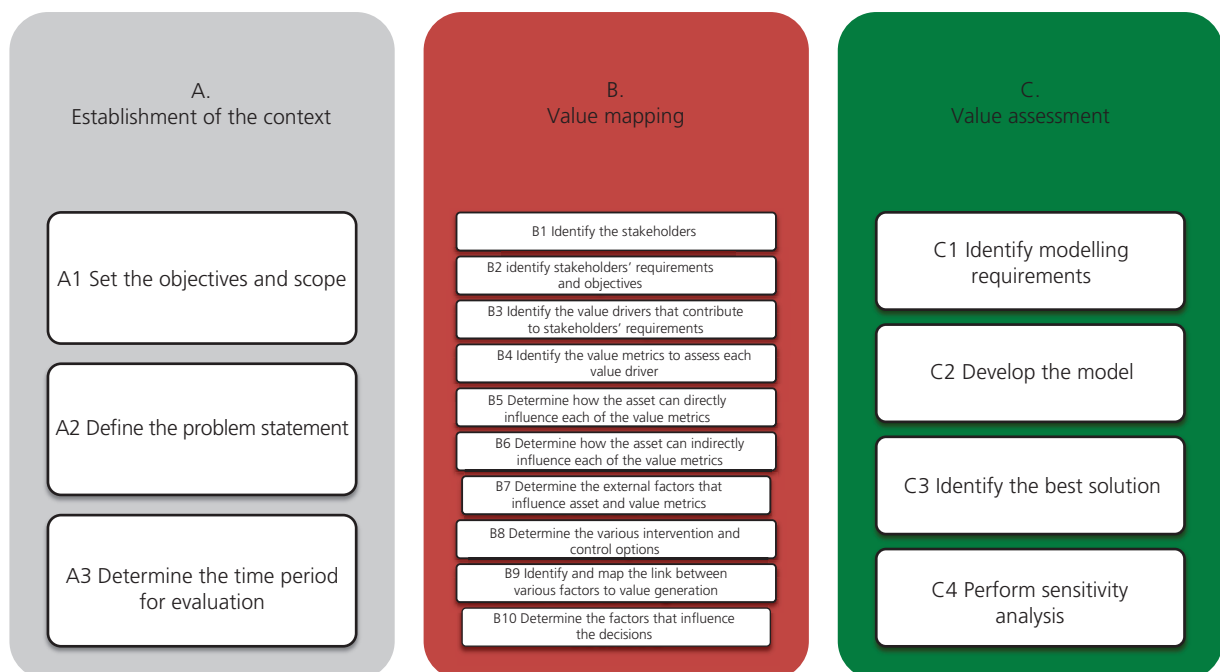 A.
Establishment of the context
A1 Set the objectives and scope
A2 Define the problem statement
A3 Determine the time period
for evaluation
B.
Value mapping
B1 Identify the stakeholders
B2 identify stakeholders’ requirements
and objectives
B3 Identify the value drivers that contribute
to stakeholders’ requirements
B4 Identify the value metrics to assess each
value driver
B5 Determine how the asset can directly
influence each of the value metrics
B6 Determine how the asset can indirectly
influence each of the value metrics
B7 Determine the external factors that
influence asset and value metrics
B8 Determine the various intervention and
control options
B9 Identify and map the link between
various factors to value generation
B10 Determine the factors that influence
the decisions
C.
Value assessment
C1 Identify modelling
requirements
C2 Develop the model
C3 Identify the best solution
C4 Perform sensitivity
analysis